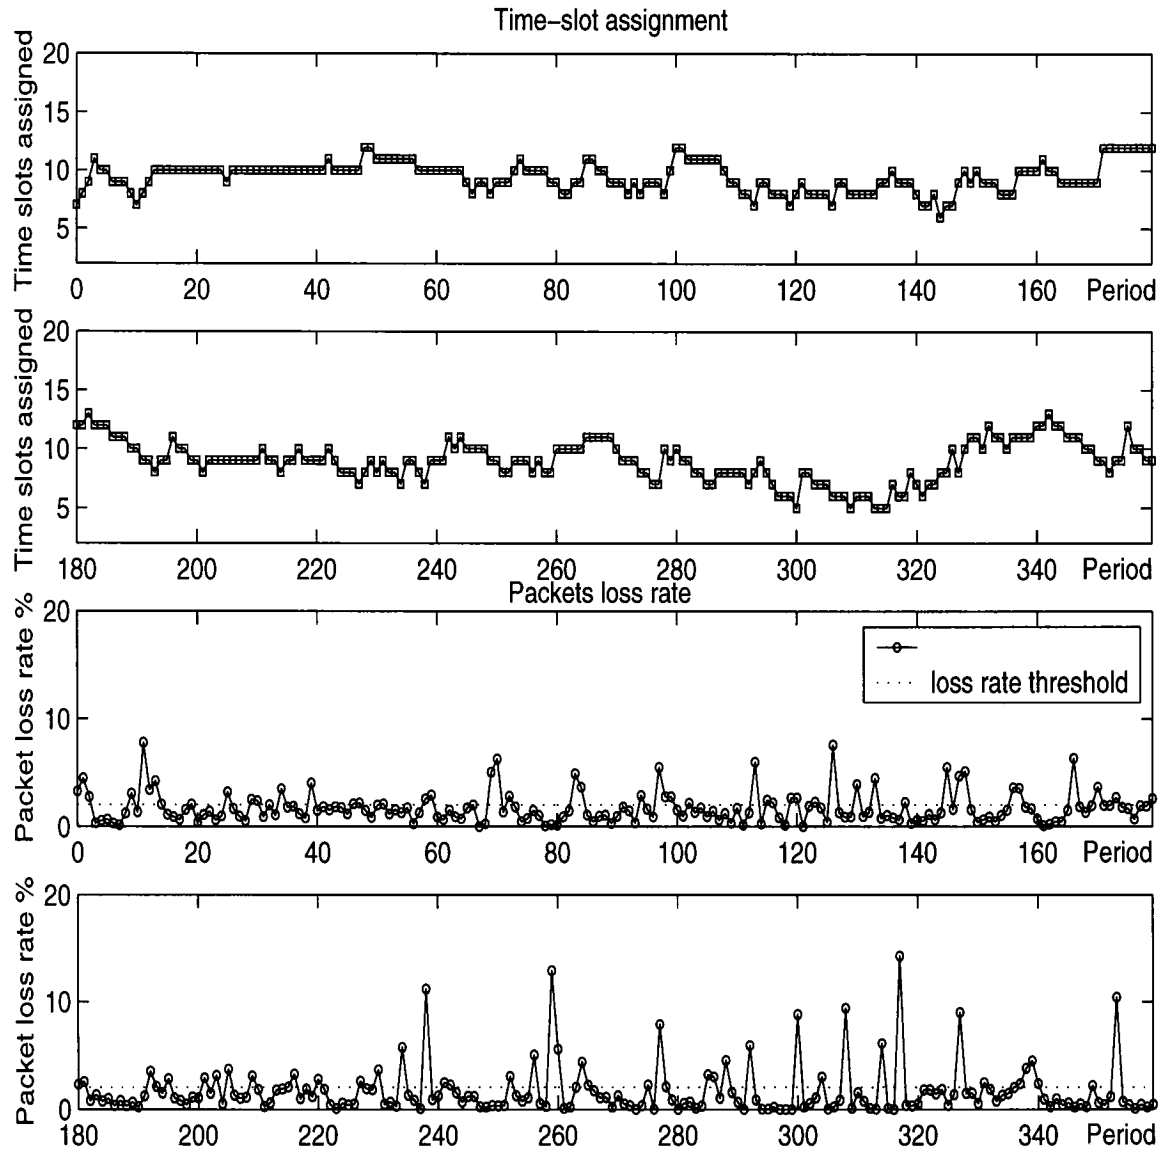 Time-slot assignment
Time slots assigned
20
15
10
5
0 20 40 60 80 100 120 140 160 Period
Time slots assigned
20
15
10
5
180 200 220 240 260 280 300 320 340 Period
Packets loss rate
Packet loss rate %
20
10
0
loss rate threshold
0 20 40 60 80 100 120 140 160 Period
Packet loss rate %
20
10
0
180 200 220 240 260 280 300 320 340 Period